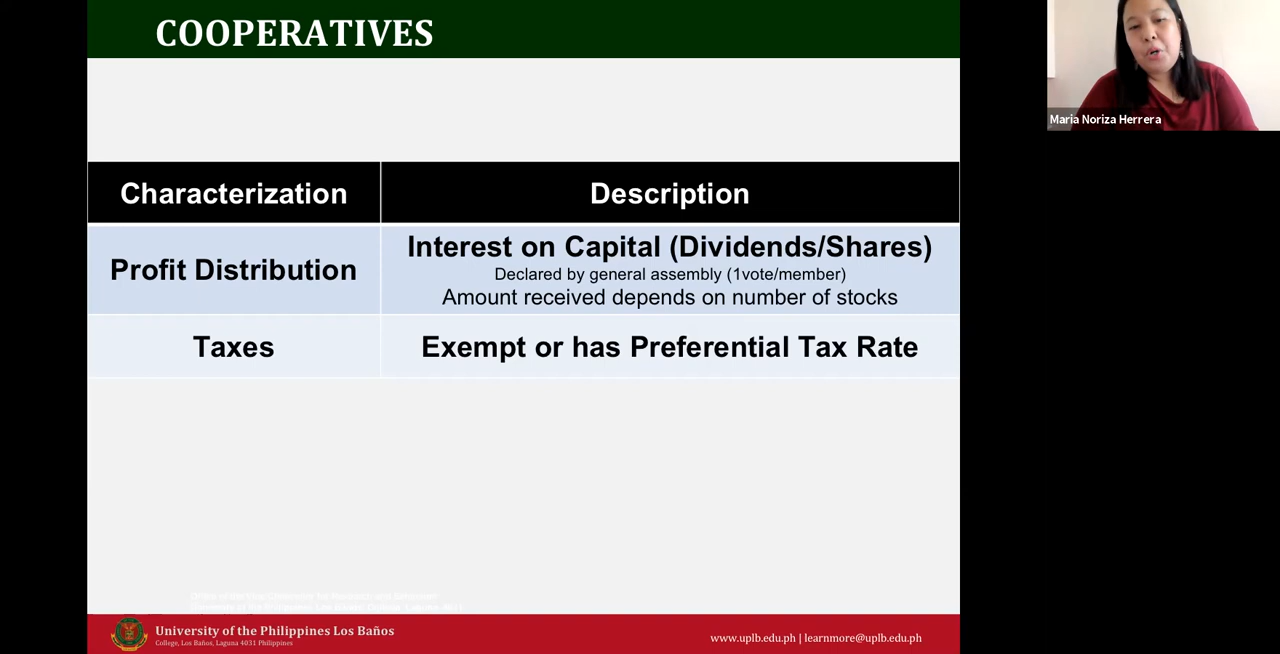 COOPERATIVES
Maria Noriza Herrera
Characterization
Description
Profit Distribution
Interest on Capital (Dividends/Shares)
Declared by general assembly (1vote/member)
Amount received depends on number of stocks
Taxes
Exempt or has Preferential Tax Rate
University of the Philippines Los Baños
College, Los Baños, Laguna 4031 Philippines
www.uplb.edu.ph | learnmore@uplb.edu.ph